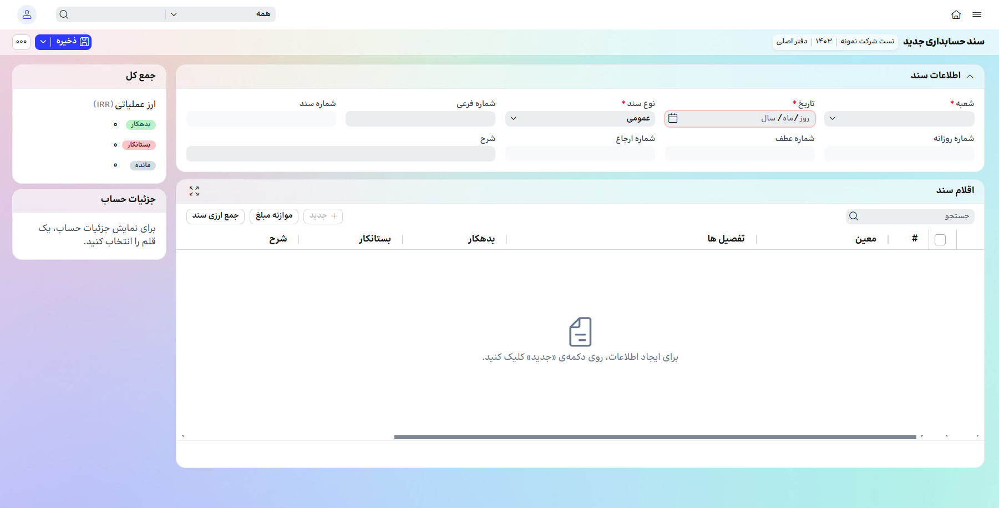 همه
سند حسابداری جدید
تست شرکت نمونه | ۱۴۰۳ | دفتر اصلی
ذخیره
اطلاعات سند
شعبه *
تاریخ *
نوع سند *
شماره فرعی
شماره سند
روز/ماه/ سال
عمومی
شماره روزانه
شماره عطف
شماره ارجاع
شرح
اقلام سند
جستجو
+ جدید
موازنه مبلغ
جمع ارزی سند
# معین تفصیل ها بدهکار بستانکار شرح
برای ایجاد اطلاعات، روی دکمه‌ی «جدید» کلیک کنید.
جمع کل
ارز عملیاتی (IRR)
بدهکار ۰
بستانکار ۰
مانده ۰
جزئیات حساب
برای نمایش جزئیات حساب، یک
قلم را انتخاب کنید.